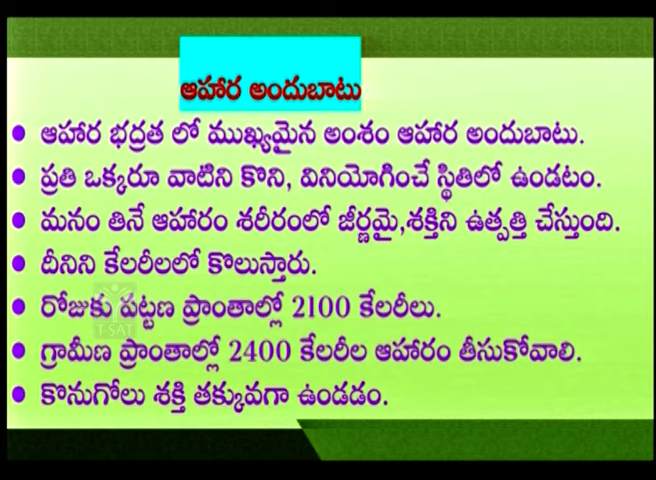 ఆహార అందుబాటు
ఆహార భద్రత లో ముఖ్యమైన అంశం ఆహార అందుబాటు.
ప్రతి ఒక్కరూ వాటిని కొని, వినియోగించే స్థితిలో ఉండటం.
మనం తినే ఆహారం శరీరంలో జీర్ణమై,శక్తిని ఉత్పత్తి చేస్తుంది.
దీనిని కేలరీలలో కొలుస్తారు.
రోజుకు పట్టణ ప్రాంతాల్లో 2100 కేలరీలు.
T-SAT
గ్రామీణ ప్రాంతాల్లో 2400 కేలరీల ఆహారం తీసుకోవాలి.
కొనుగోలు శక్తి తక్కువగా ఉండడం.